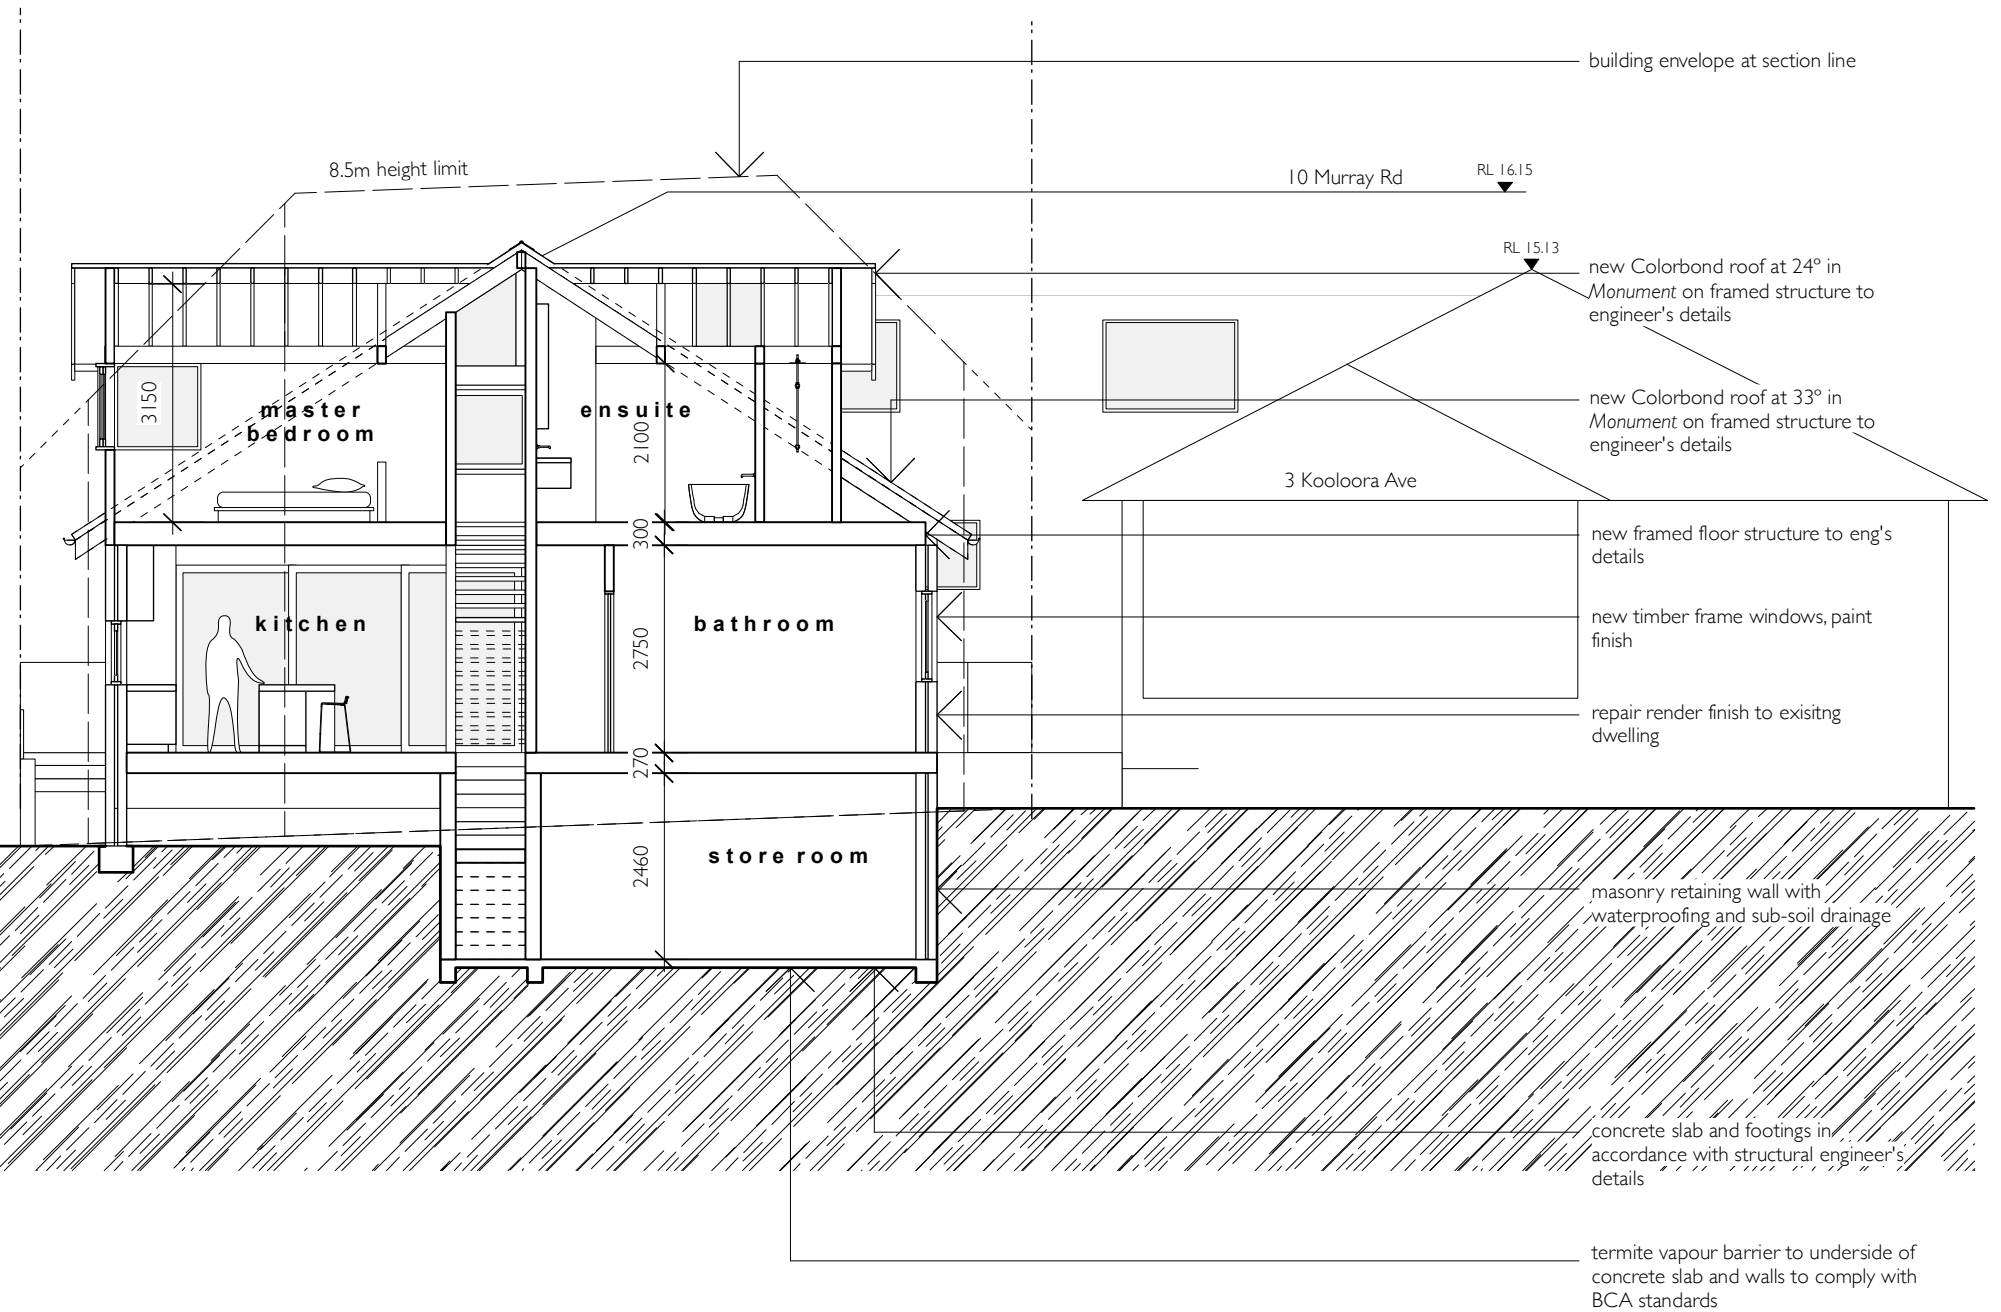 building envelope at section line
8.5m height limit
10 Murray Rd
RL 16.15
RL 15.13
new Colorbond roof at 24º in
Monument on framed structure to
engineer's details
new Colorbond roof at 33º in
Monument on framed structure to
engineer's details
3150
master
bedroom
ensuite
2100
3 Kooloora Ave
300
new framed floor structure to eng's
details
kitchen
bathroom
2750
new timber frame windows, paint
finish
repair render finish to exisitng
dwelling
270
store room
2460
masonry retaining wall with
waterproofing and sub-soil drainage
concrete slab and footings in
accordance with structural engineer's
details
termite vapour barrier to underside of
concrete slab and walls to comply with
BCA standards